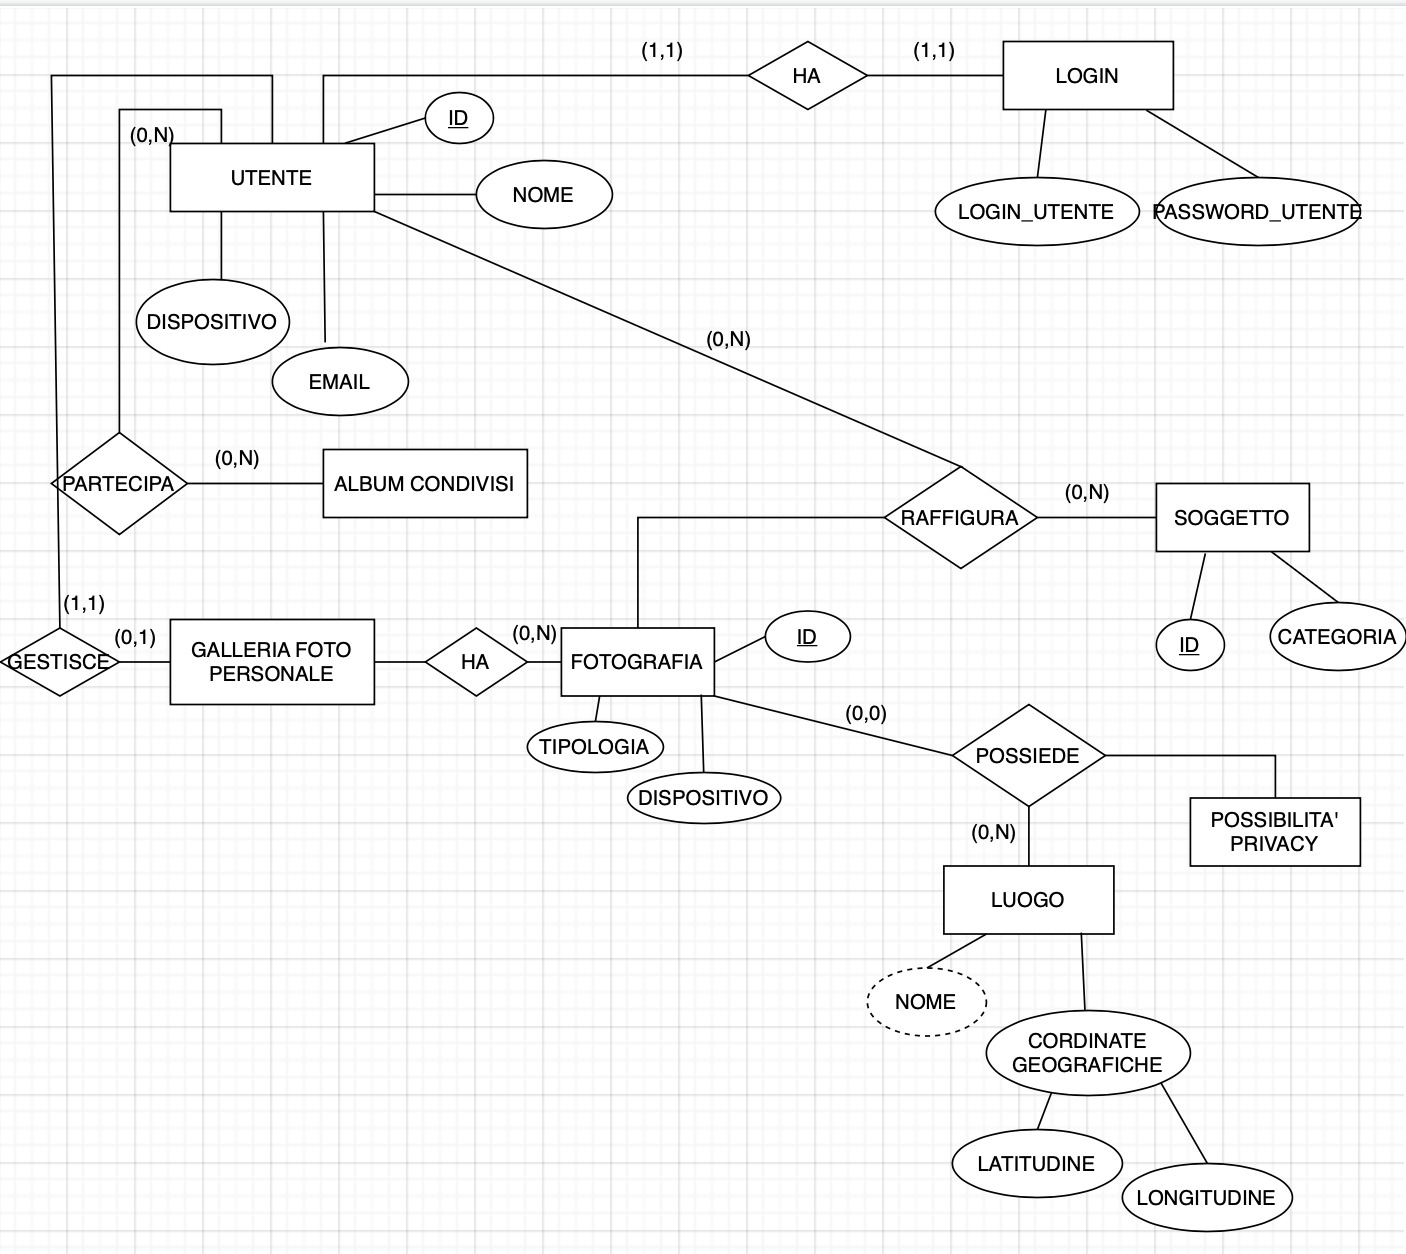 (1,1)
HA
(1,1)
LOGIN
ID
(0,N)
UTENTE
NOME
LOGIN_UTENTE
PASSWORD_UTENTE
DISPOSITIVO
(0,N)
EMAIL
PARTECIPA
(0,N)
ALBUM CONDIVISI
RAFFIGURA
(0,N)
SOGGETTO
(1,1)
GESTISCE
(0,1)
GALLERIA FOTO
PERSONALE
HA
(0,N)
FOTOGRAFIA
ID
ID
CATEGORIA
TIPOLOGIA
DISPOSITIVO
(0,0)
POSSIEDE
POSSIBILITA'
PRIVACY
(0,N)
LUOGO
NOME
CORDINATE
GEOGRAFICHE
LATITUDINE
LONGITUDINE